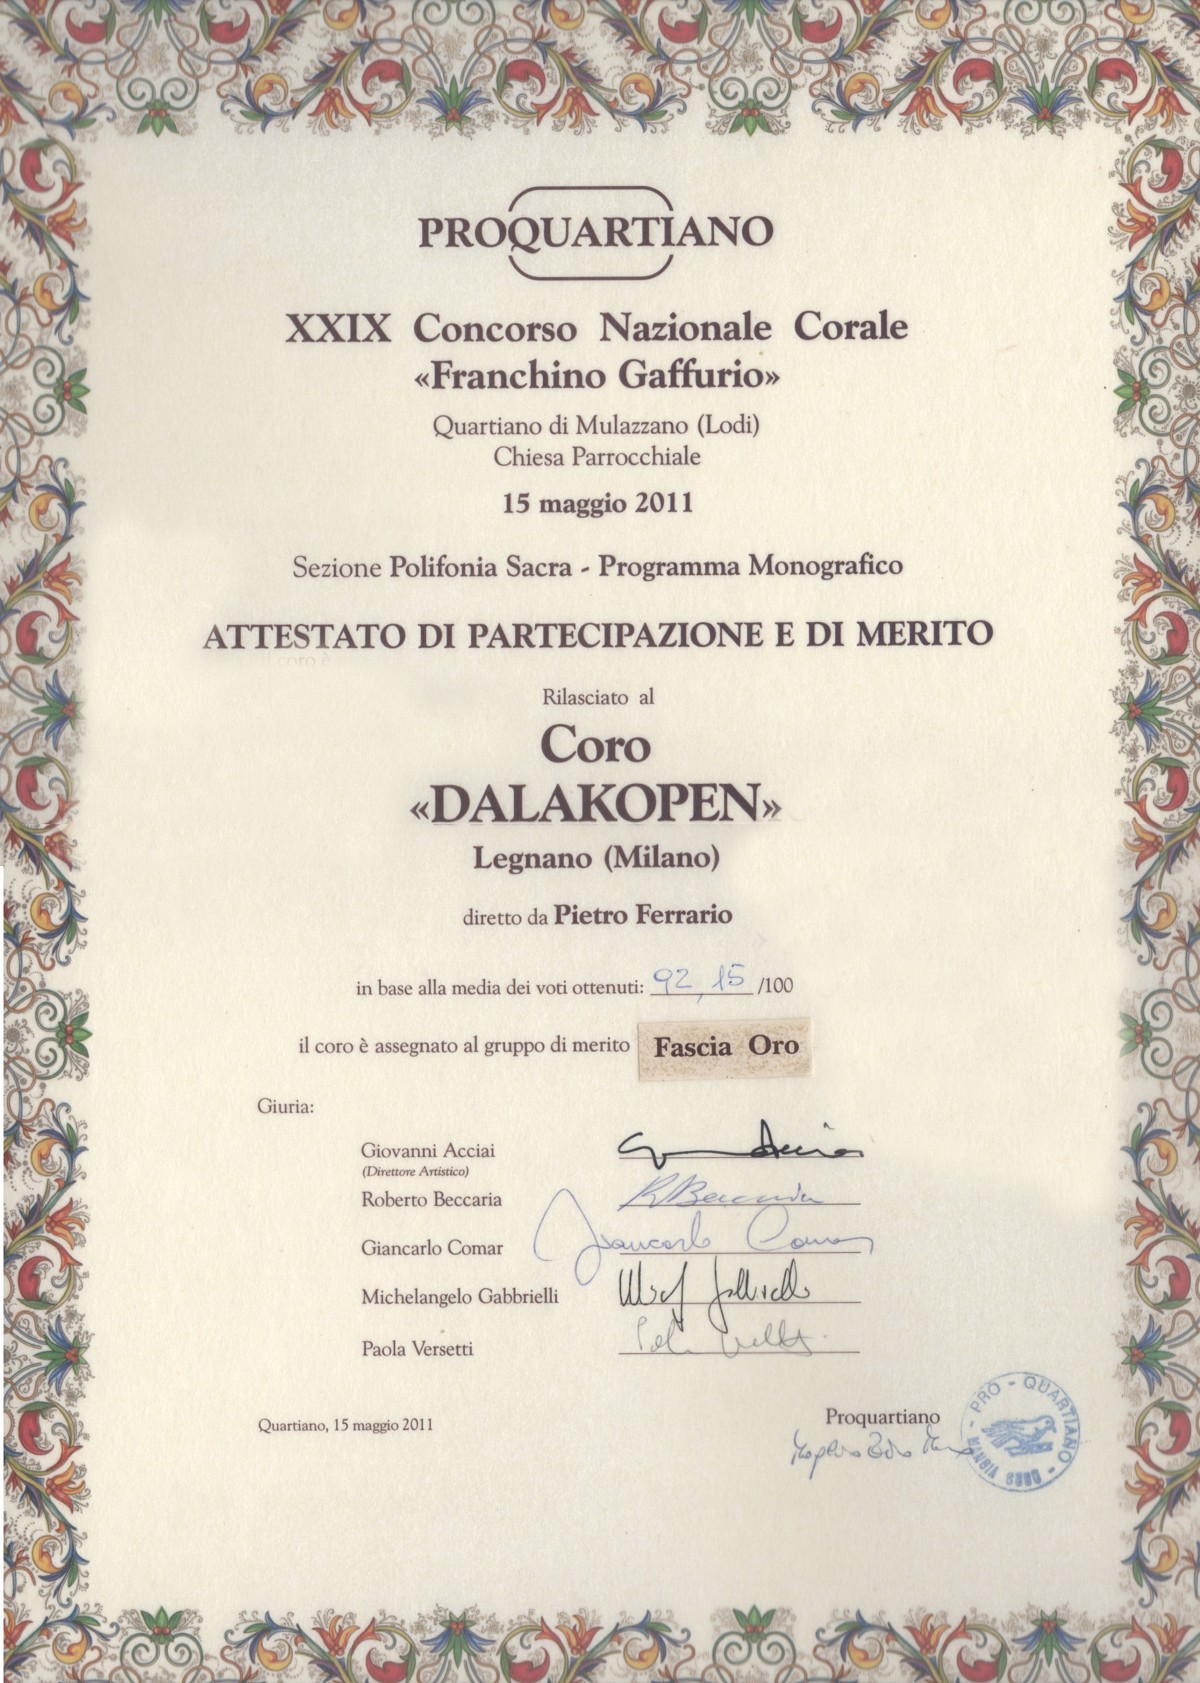 PROQUARTIANO
XXIX Concorso Nazionale Corale
«Franchino Gaffurio»
Quartiano di Mulazzano (Lodi)
Chiesa Parrocchiale
15 maggio 2011
Sezione Polifonia Sacra - Programma Monografico
ATTESTATO DI PARTECIPAZIONE E DI MERITO
Rilasciato al
Coro
«DALAKOPEN»
Legnano (Milano)
diretto da Pietro Ferrario
in base alla media dei voti ottenuti: 92,15 /100
il coro è assegnato al gruppo di merito Fascia Oro
Giuria:
Giovanni Acciai
(Direttore Artistico)
Roberto Beccaria R Beccaria
Giancarlo Comar Giancarlo Comar
Michelangelo Gabbrielli
Paola Versetti
Quartiano, 15 maggio 2011
Proquartiano
PRO - QUARTIANO -